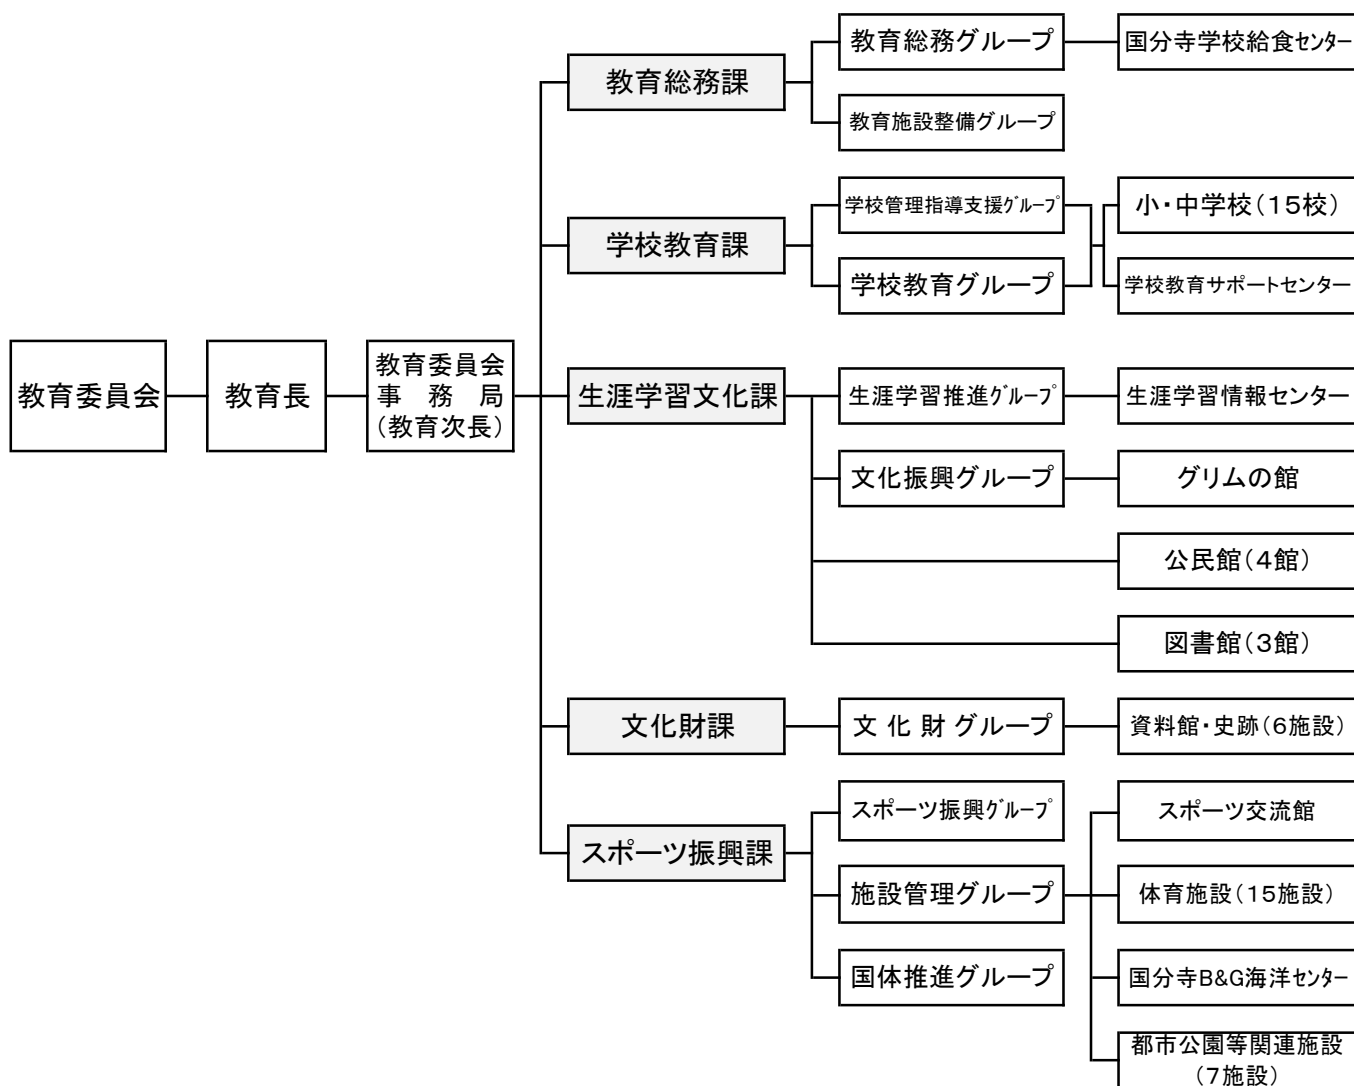 教育委員会
教育長
教育委員会
事務局
(教育次長)
教育総務課
教育総務グループ
国分寺学校給食センター
教育施設整備グループ
学校教育課
学校管理指導支援グループ
小・中学校(15校)
学校教育グループ
学校教育サポートセンター
生涯学習文化課
生涯学習推進グループ
生涯学習情報センター
文化振興グループ
グリムの館
公民館(4館)
図書館(3館)
文化財課
文化財グループ
資料館・史跡(6施設)
スポーツ振興課
スポーツ振興グループ
スポーツ交流館
施設管理グループ
体育施設(15施設)
国体推進グループ
国分寺B&G海洋センター
都市公園等関連施設
(7施設)